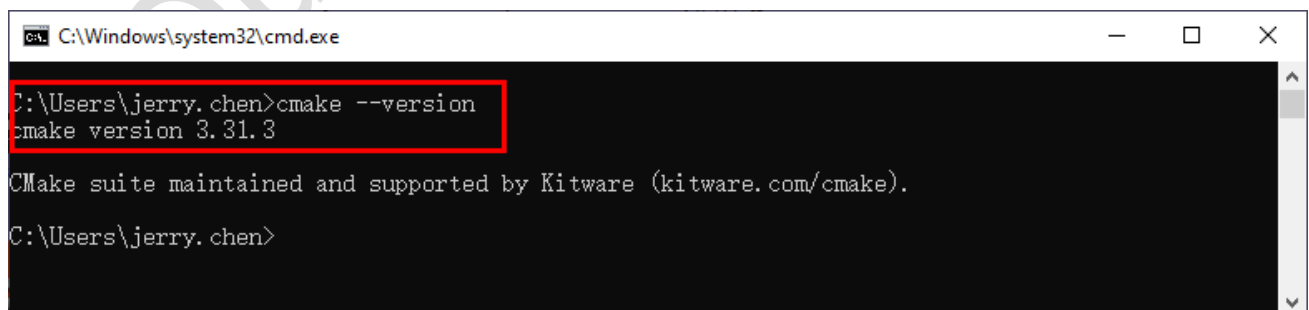 C:\Windows\system32\cmd.exe
C:\Users\jerry.chen>cmake --version
cmake version 3.31.3
CMake suite maintained and supported by Kitware (kitware.com/cmake).
C:\Users\jerry.chen>